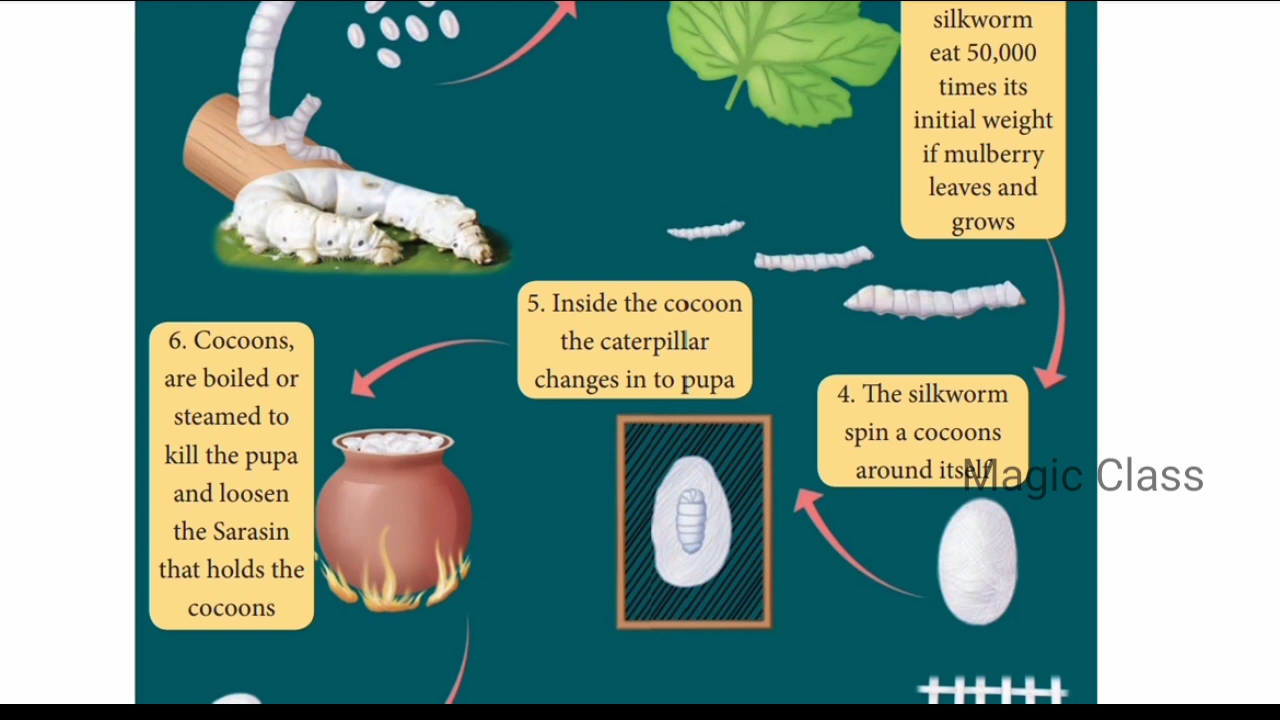 silkworm
eat 50,000
times its
initial weight
if mulberry
leaves and
grows
4. The silkworm
spin a cocoons
around itself
5. Inside the cocoon
the caterpillar
changes in to pupa
6. Cocoons,
are boiled or
steamed to
kill the pupa
and loosen
the Sarasin
that holds the
cocoons
Magic Class